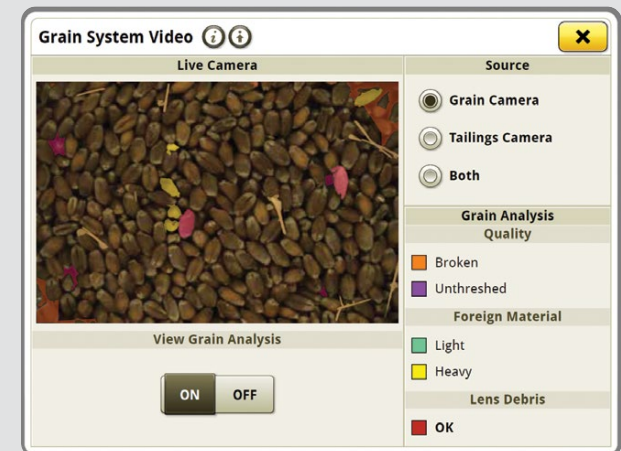 Grain System Video
Live Camera
Source
Grain Camera
Tailings Camera
Both
Grain Analysis
Quality
Broken
Unthreshed
Foreign Material
Light
Heavy
Lens Debris
OK
View Grain Analysis
ON OFF